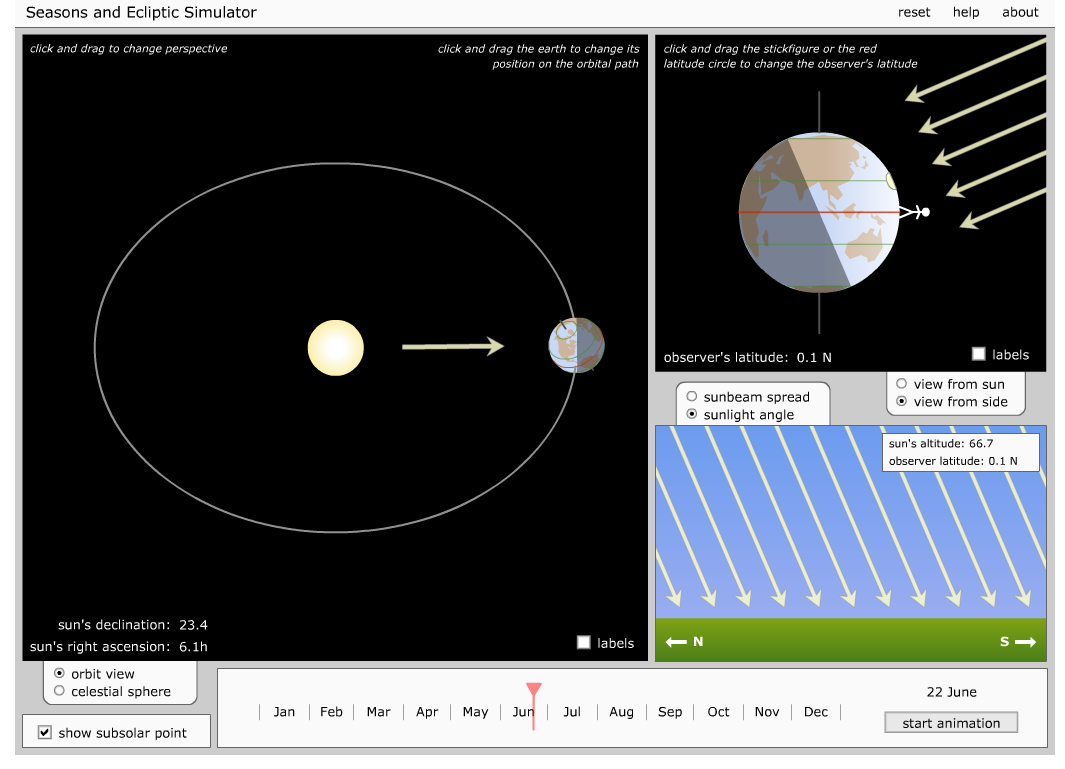 Seasons and Ecliptic Simulator
reset help about
click and drag to change perspective
click and drag the earth to change its
position on the orbital path
sun's declination: 23.4
sun's right ascension: 6.1h
labels
click and drag the stickfigure or the red
latitude circle to change the observer's latitude
observer's latitude: 0.1 N
labels
view from sun
view from side
sunbeam spread
sunlight angle
sun's altitude: 66.7
observer latitude: 0.1 N
N
S
orbit view
celestial sphere
show subsolar point
Jan Feb Mar Apr May Jun Jul Aug Sep Oct Nov Dec
22 June
start animation